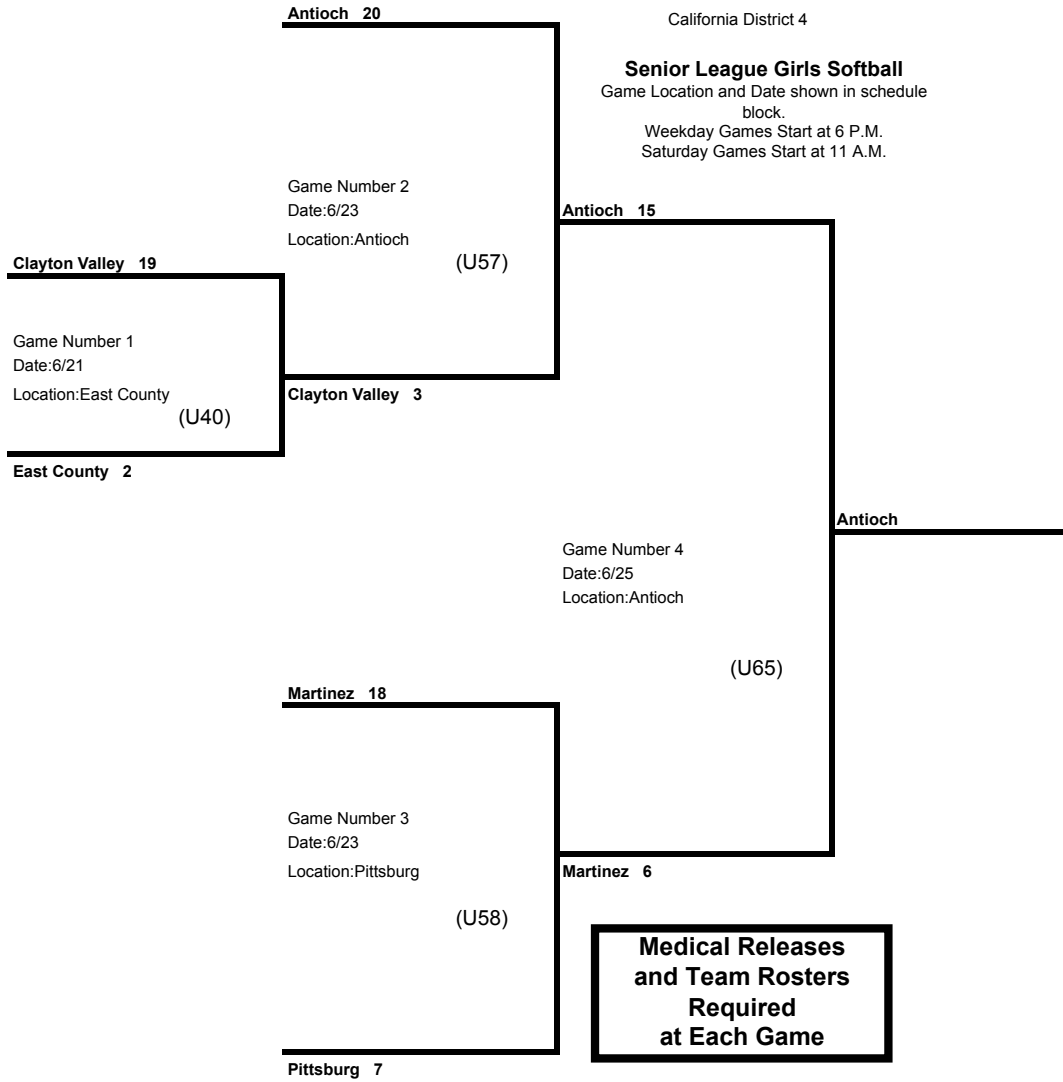 Antioch 20
California District 4
Senior League Girls Softball
Game Location and Date shown in schedule
block.
Weekday Games Start at 6 P.M.
Saturday Games Start at 11 A.M.
Game Number 2
Date:6/23
Location:Antioch
(U57)
Antioch 15
Clayton Valley 19
Game Number 1
Date:6/21
Location:East County
(U40)
Clayton Valley 3
East County 2
Antioch
Game Number 4
Date:6/25
Location:Antioch
(U65)
Martinez 18
Game Number 3
Date:6/23
Location:Pittsburg
(U58)
Martinez 6
Medical Releases
and Team Rosters
Required
at Each Game
Pittsburg 7